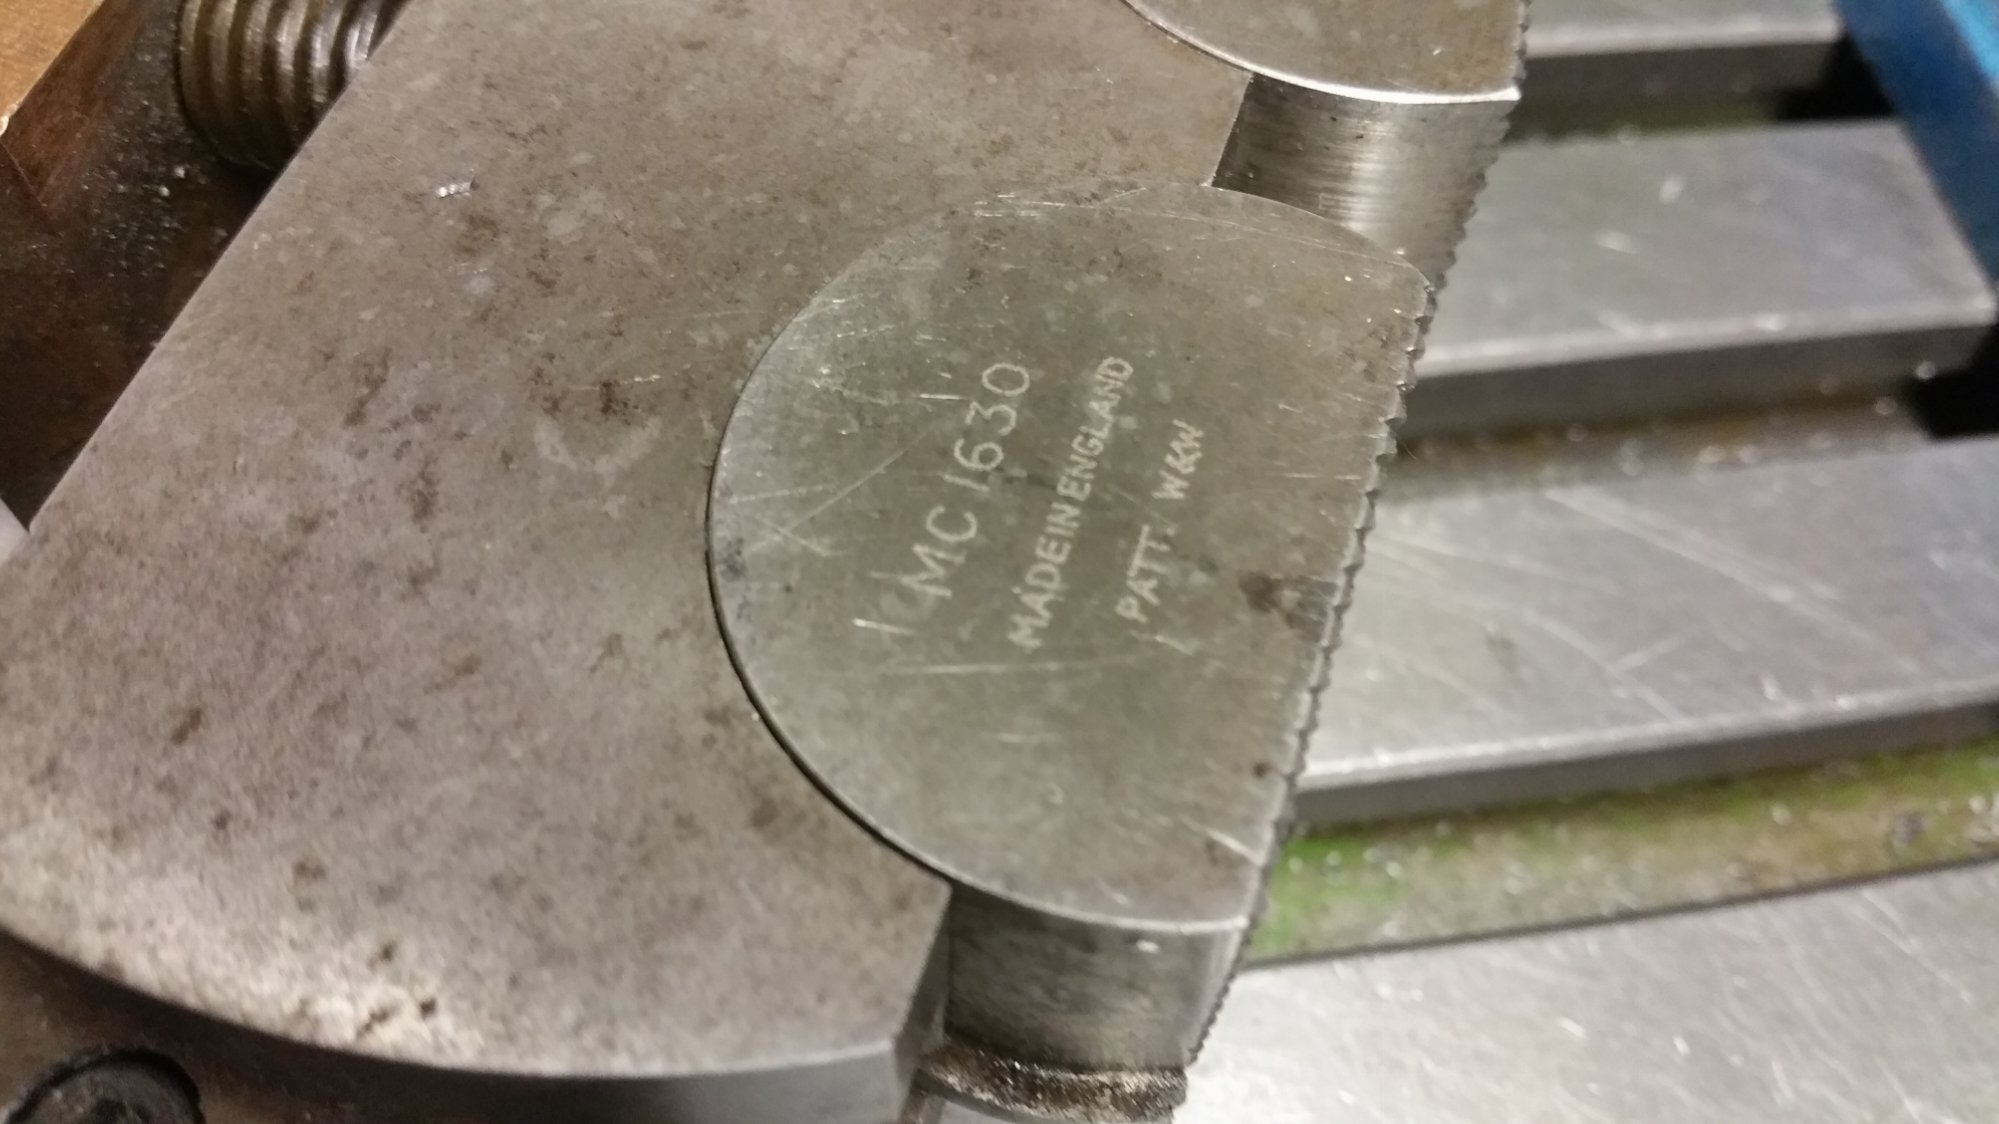 MC 1630
MADE IN ENGLAND
PATT. W&W